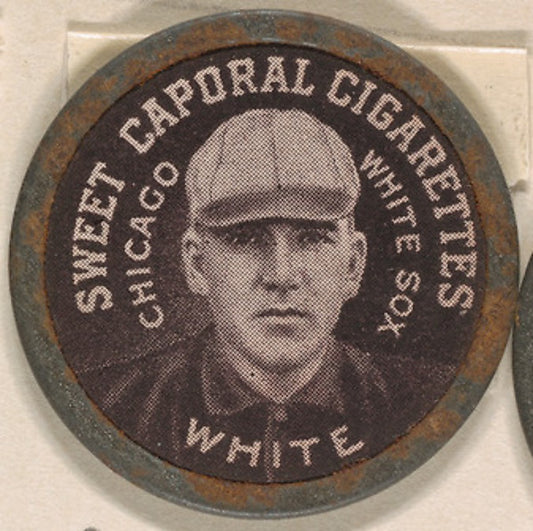 SWEET CAPORAL CIGARETTES
CHICAGO
WHITE SOX
WHITE